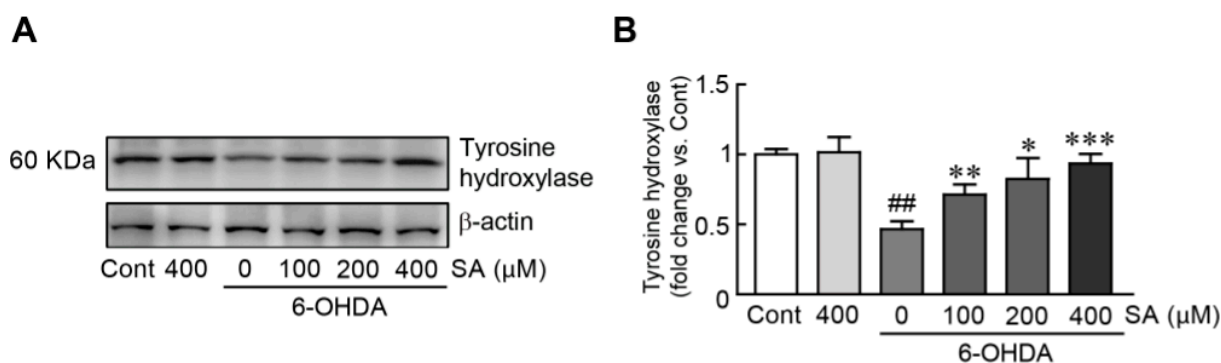 A
60 KDa
Tyrosine
hydroxylase
β-actin
Cont 400 0 100 200 400 SA (µM)
6-OHDA
B
Tyrosine hydroxylase
(fold change vs. Cont)
1.5
1
0.5
0
##
**
*
***
Cont 400 0 100 200 400 SA (µM)
6-OHDA